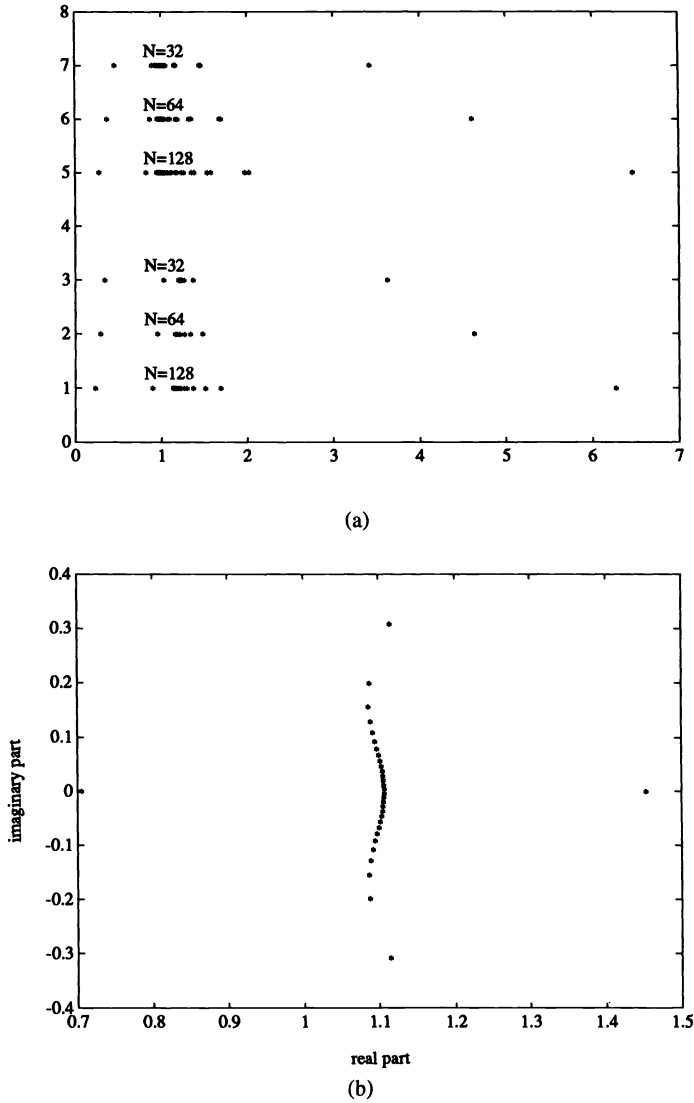 8
N=32
7
N=64
6
N=128
5
4
N=32
3
N=64
2
N=128
1
0
0 1 2 3 4 5 6 7
(a)
0.4
0.3
0.2
0.1
0
-0.1
-0.2
-0.3
-0.4
imaginary part
0.7 0.8 0.9 1 1.1 1.2 1.3 1.4 1.5
real part
(b)